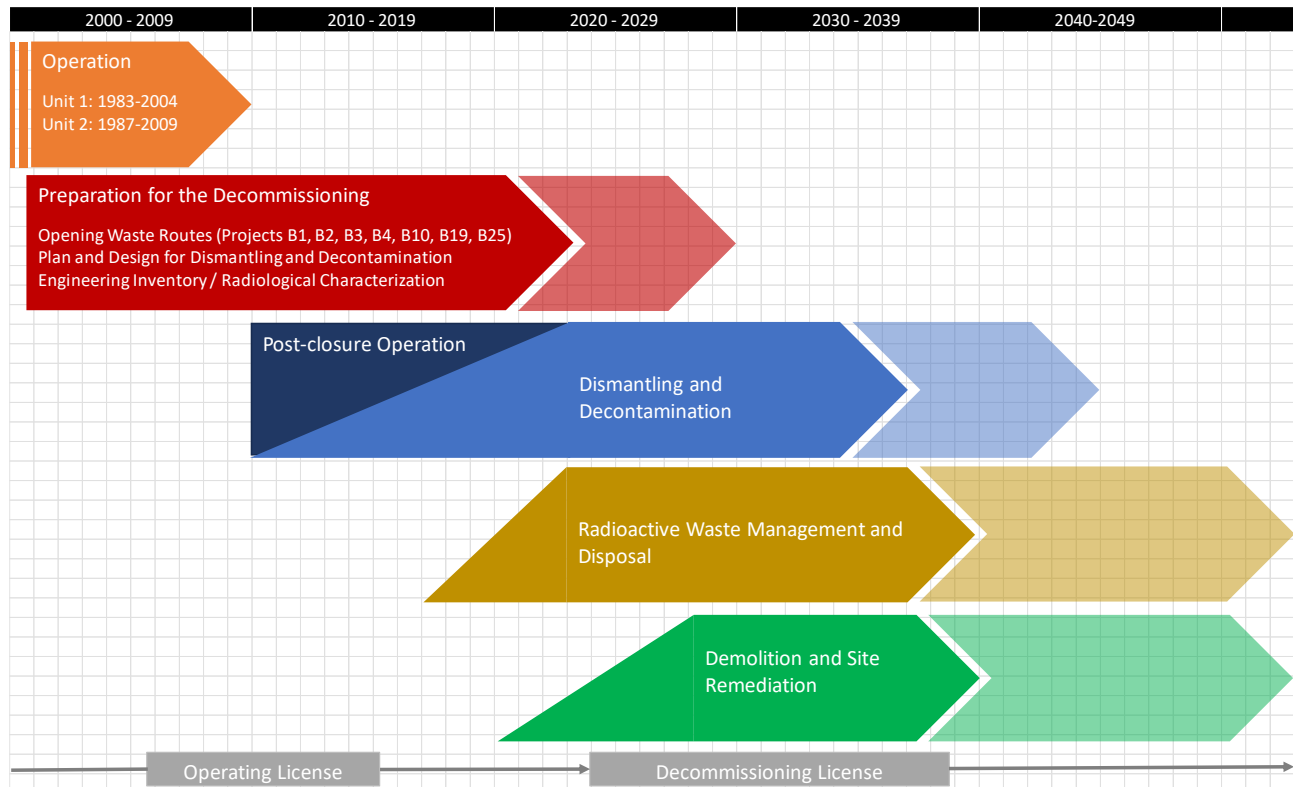 2000 - 2009
2010 - 2019
2020 - 2029
2030 - 2039
2040-2049
Operation
Unit 1: 1983-2004
Unit 2: 1987-2009
Preparation for the Decommissioning
Opening Waste Routes (Projects B1, B2, B3, B4, B10, B19, B25)
Plan and Design for Dismantling and Decontamination
Engineering Inventory / Radiological Characterization
Post-closure Operation
Dismantling and
Decontamination
Radioactive Waste Management and
Disposal
Demolition and Site
Remediation
Operating License
Decommissioning License